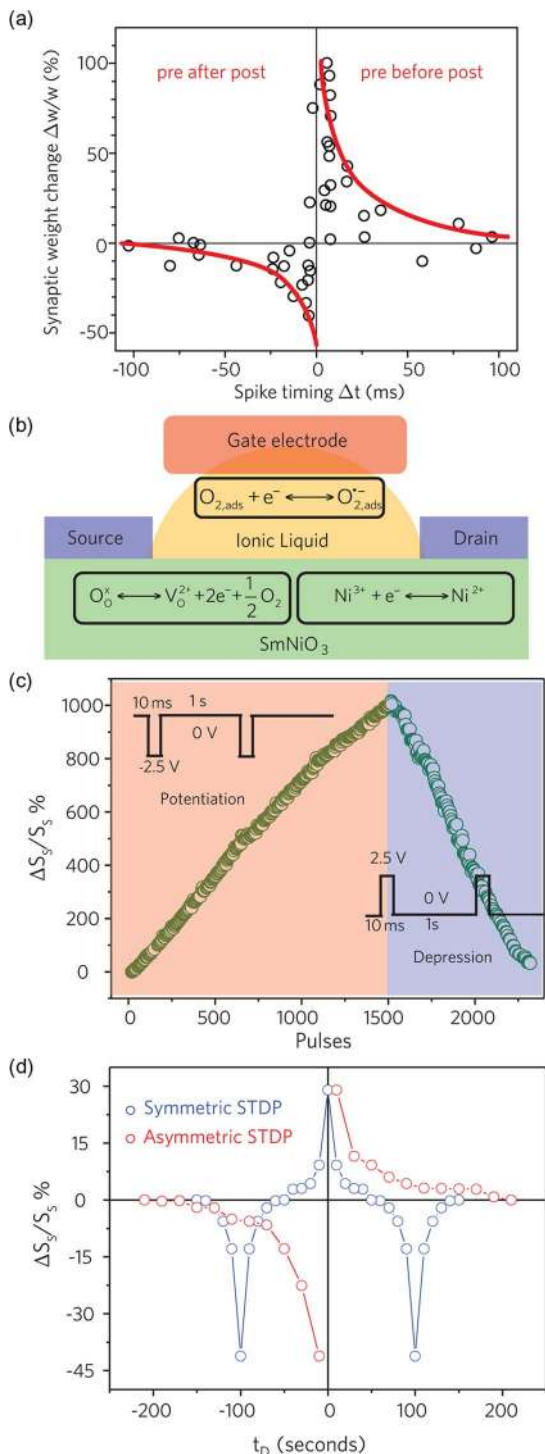 (a)
pre after post
pre before post
Synaptic weight change Δw/w (%)
100
50
0
-50
-100
-50
0
50
100
Spike timing Δt (ms)
(b)
Gate electrode
O2,ads + e− ⟷ O•−2,ads
Source
Ionic Liquid
Drain
OxO ⟷ V2+O +2e−+ 1/2 O2
Ni3+ + e− ⟷ Ni2+
SmNiO3
(c)
ΔSs/Ss %
1000
800
600
400
200
0
10 ms
1 s
0 V
-2.5 V
Potentiation
2.5 V
0 V
10ms
1s
Depression
0
500
1000
1500
2000
Pulses
(d)
Symmetric STDP
Asymmetric STDP
ΔSs/Ss %
30
15
0
-15
-30
-45
-200
-100
0
100
200
tD (seconds)